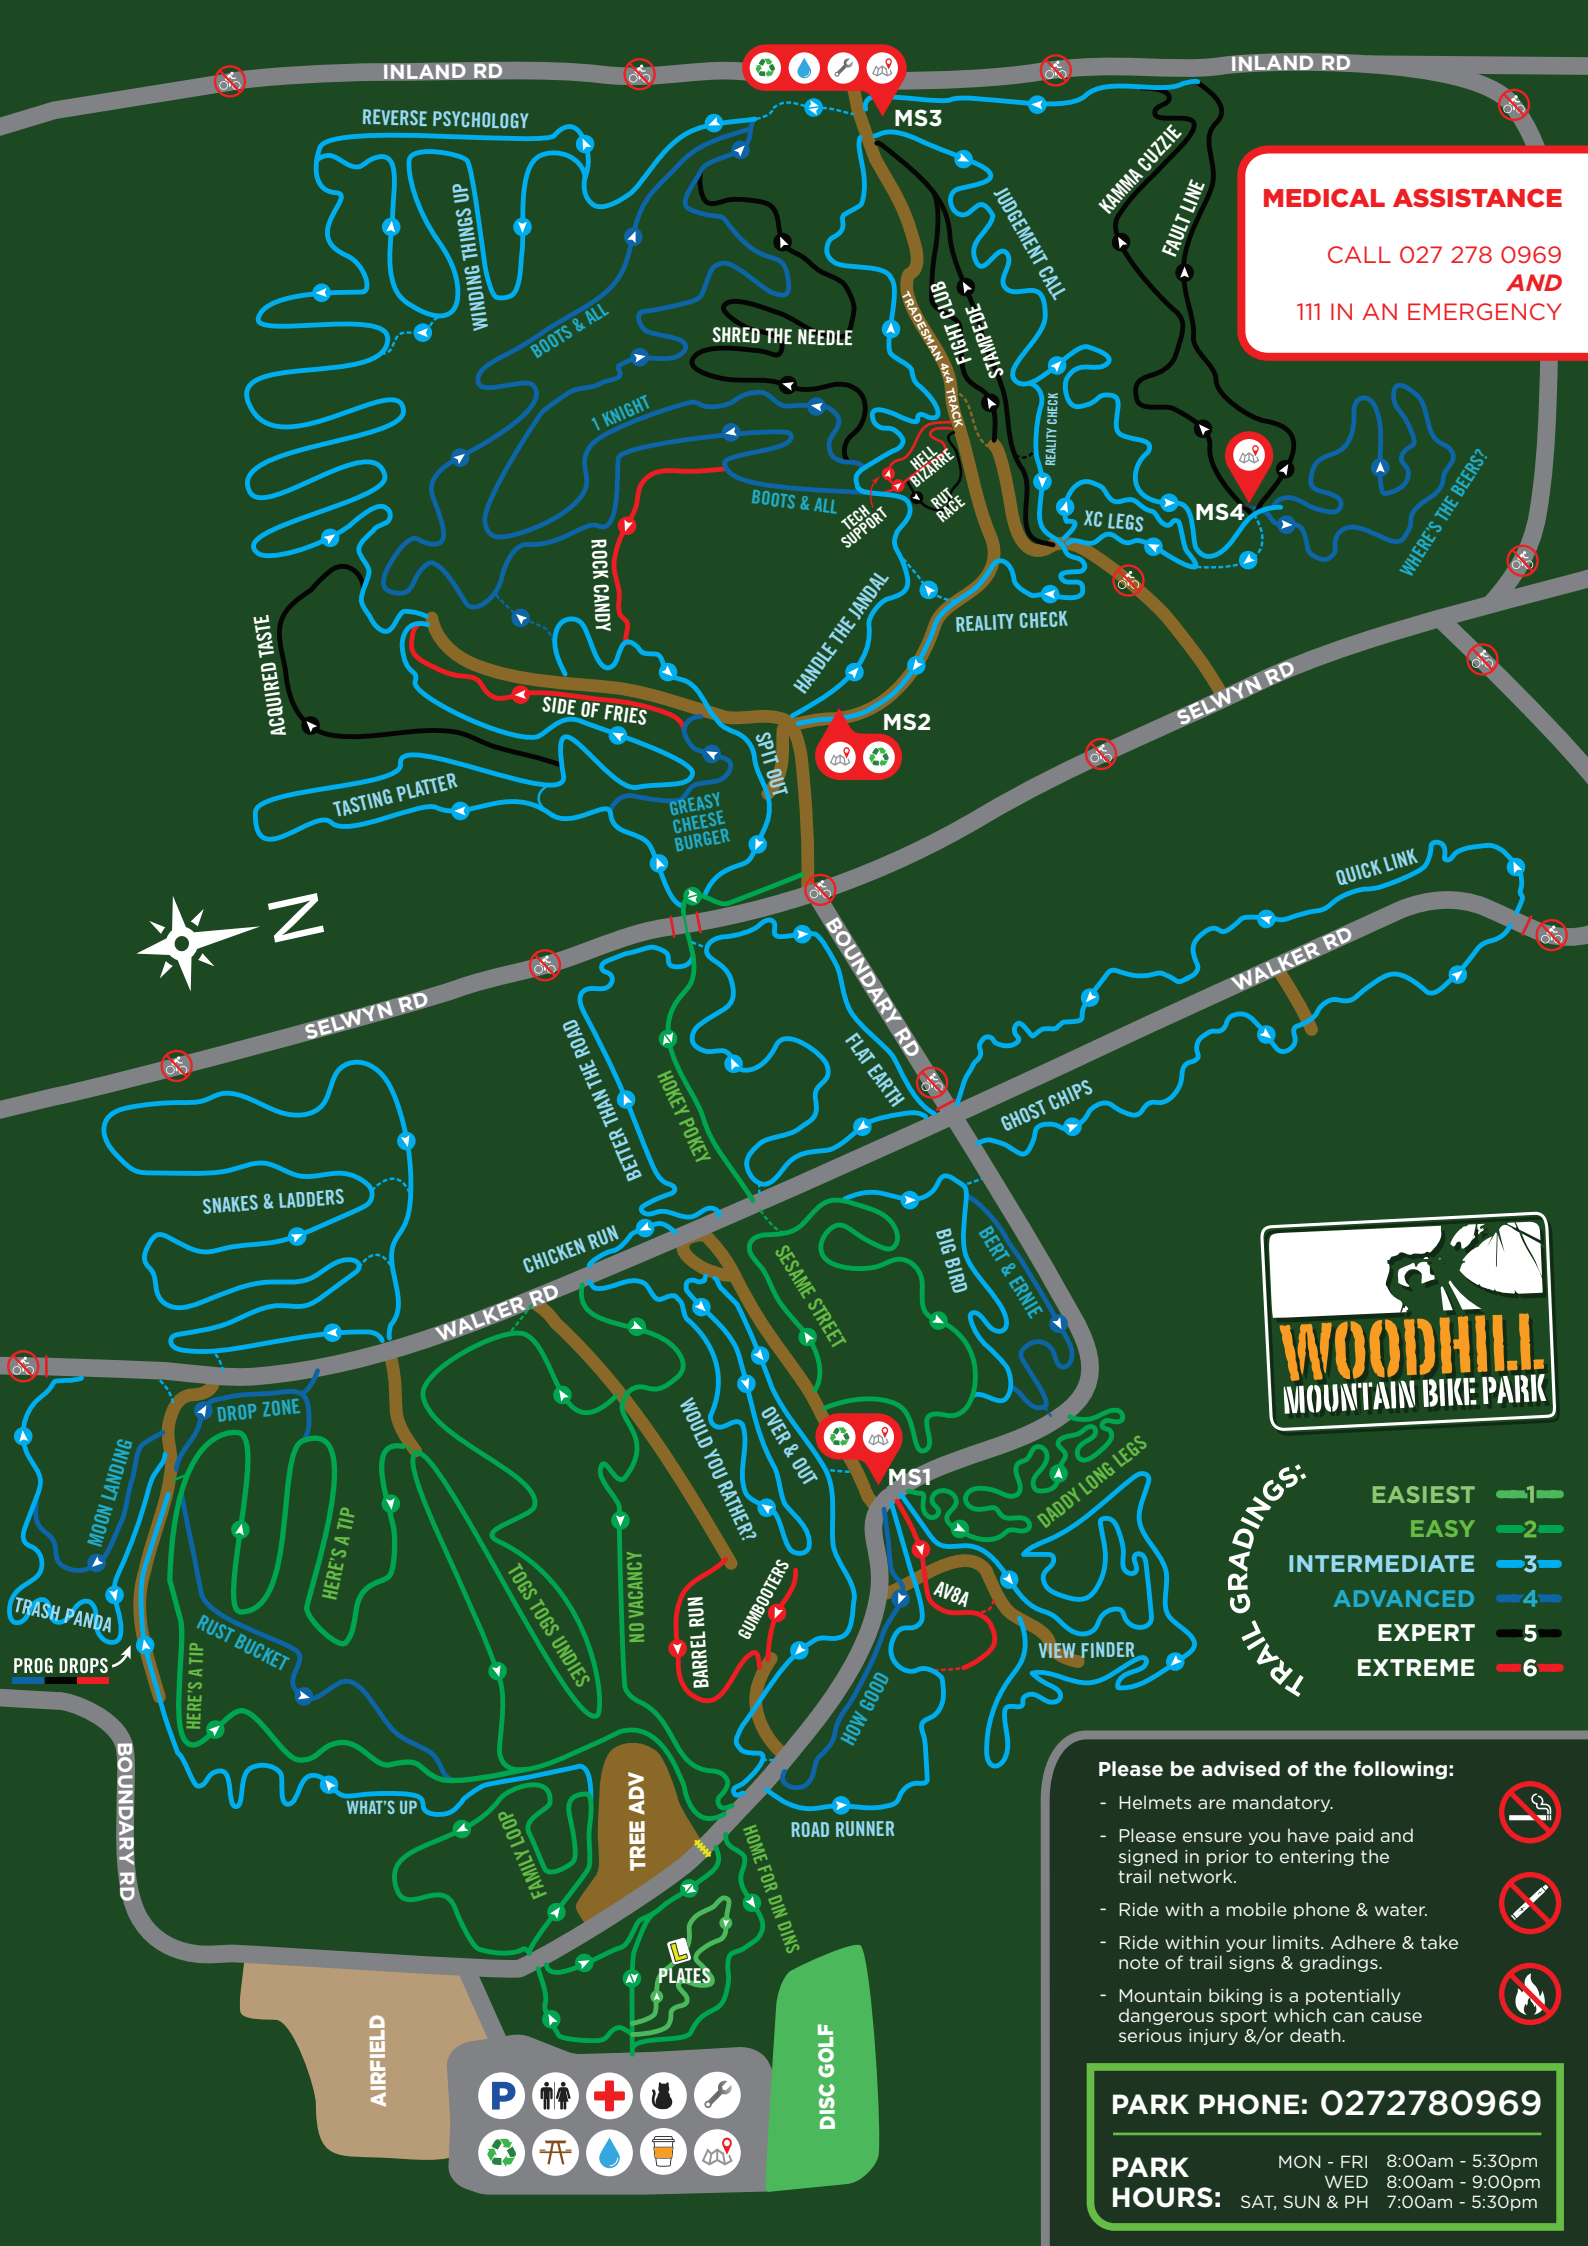 INLAND RD
INLAND RD
REVERSE PSYCHOLOGY
MS3
KAMMA CUZZIE
FAULT LINE
MEDICAL ASSISTANCE
CALL 027 278 0969
AND
111 IN AN EMERGENCY
WINDING THINGS UP
JUDGEMENT CALL
BOOTS & ALL
SHRED THE NEEDLE
TRADESMAN 4x4 TRACK
FIGHT CLUB
STAMPEDE
1 KNIGHT
REALITY CHECK
HELL
BIZARRE
BOOTS & ALL
TECH
SUPPORT
RUT
RACE
XC LEGS
MS4
WHERE'S THE BEERS?
ROCK CANDY
HANDLE THE JANDAL
REALITY CHECK
ACQUIRED TASTE
SIDE OF FRIES
MS2
SELWYN RD
SPIT OUT
TASTING PLATTER
GREASY
CHEESE
BURGER
QUICK LINK
N
BOUNDARY RD
WALKER RD
SELWYN RD
BETTER THAN THE ROAD
HOKEY POKEY
FLAT EARTH
GHOST CHIPS
SNAKES & LADDERS
CHICKEN RUN
SESAME STREET
BIG BIRD
BERT & ERNIE
WALKER RD
WOODHILL
MOUNTAIN BIKE PARK
DROP ZONE
MOON LANDING
WOULD YOU RATHER?
OVER & OUT
MS1
DADDY LONG LEGS
TRAIL GRADINGS:
EASIEST 1
EASY 2
INTERMEDIATE 3
ADVANCED 4
EXPERT 5
EXTREME 6
HERE'S A TIP
TOGS TOGS UNDIES
NO VACANCY
TRASH PANDA
RUST BUCKET
PROG DROPS
HERE'S A TIP
BARREL RUN
GUMBOOTERS
AV8A
VIEW FINDER
HOW GOOD
BOUNDARY RD
WHAT'S UP
FAMILY LOOP
TREE ADV
ROAD RUNNER
HOME FOR DIN DINS
L
PLATES
AIRFIELD
DISC GOLF
P
Please be advised of the following:
- Helmets are mandatory.
- Please ensure you have paid and
signed in prior to entering the
trail network.
- Ride with a mobile phone & water.
- Ride within your limits. Adhere & take
note of trail signs & gradings.
- Mountain biking is a potentially
dangerous sport which can cause
serious injury &/or death.
PARK PHONE: 0272780969
PARK
HOURS:
MON - FRI 8:00am - 5:30pm
WED 8:00am - 9:00pm
SAT, SUN & PH 7:00am - 5:30pm